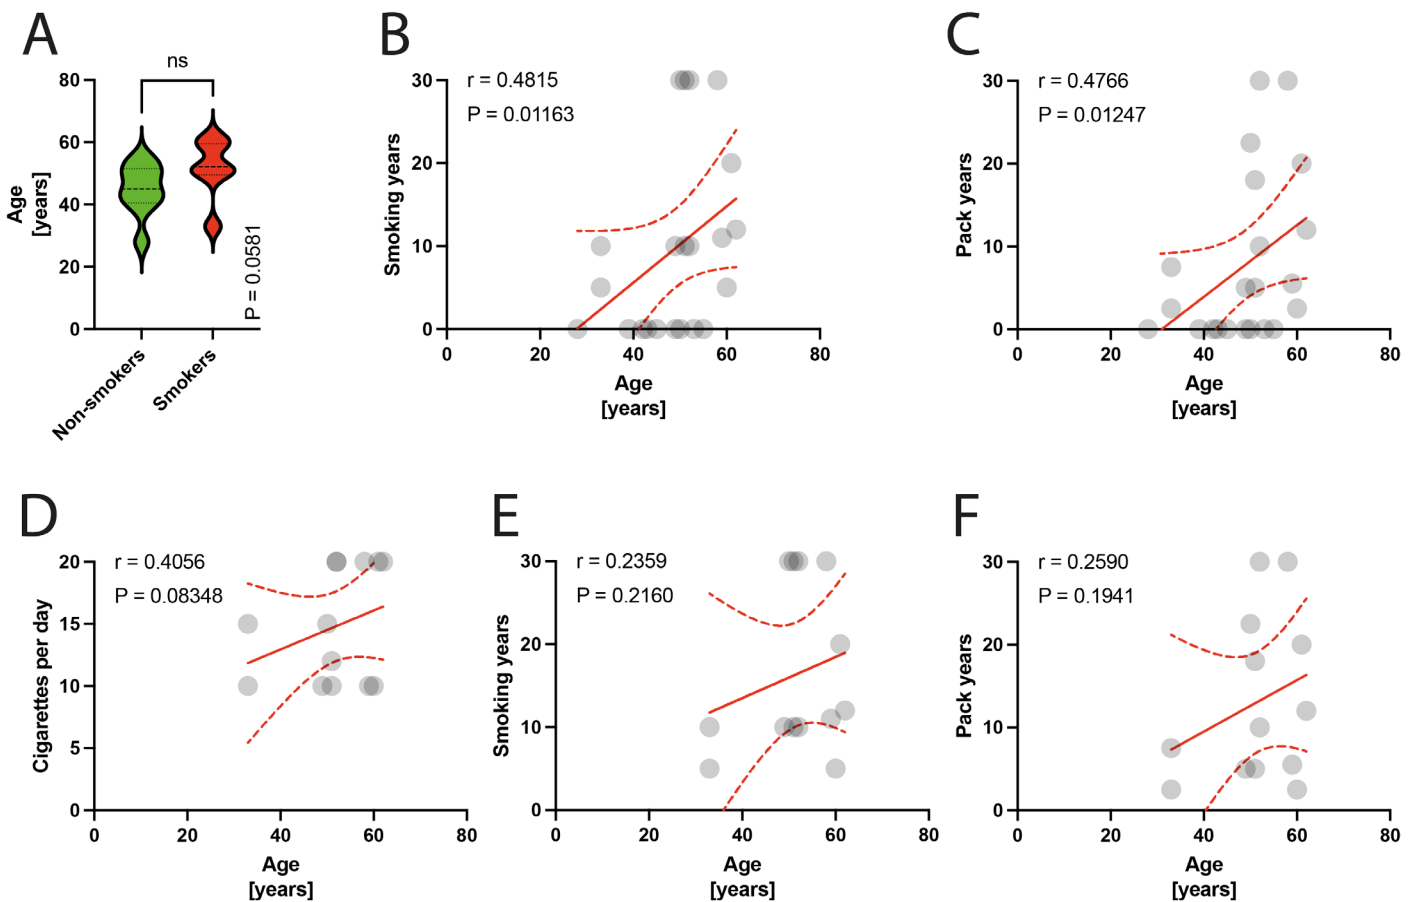 A
ns
80
60
40
20
0
Age
[years]
P = 0.0581
Non-smokers
Smokers
B
r = 0.4815
P = 0.01163
30
20
10
0
Smoking years
0 20 40 60 80
Age
[years]
C
r = 0.4766
P = 0.01247
30
20
10
0
Pack years
0 20 40 60 80
Age
[years]
D
r = 0.4056
P = 0.08348
20
15
10
5
0
Cigarettes per day
0 20 40 60 80
Age
[years]
E
r = 0.2359
P = 0.2160
30
20
10
0
Smoking years
0 20 40 60 80
Age
[years]
F
r = 0.2590
P = 0.1941
30
20
10
0
Pack years
0 20 40 60 80
Age
[years]